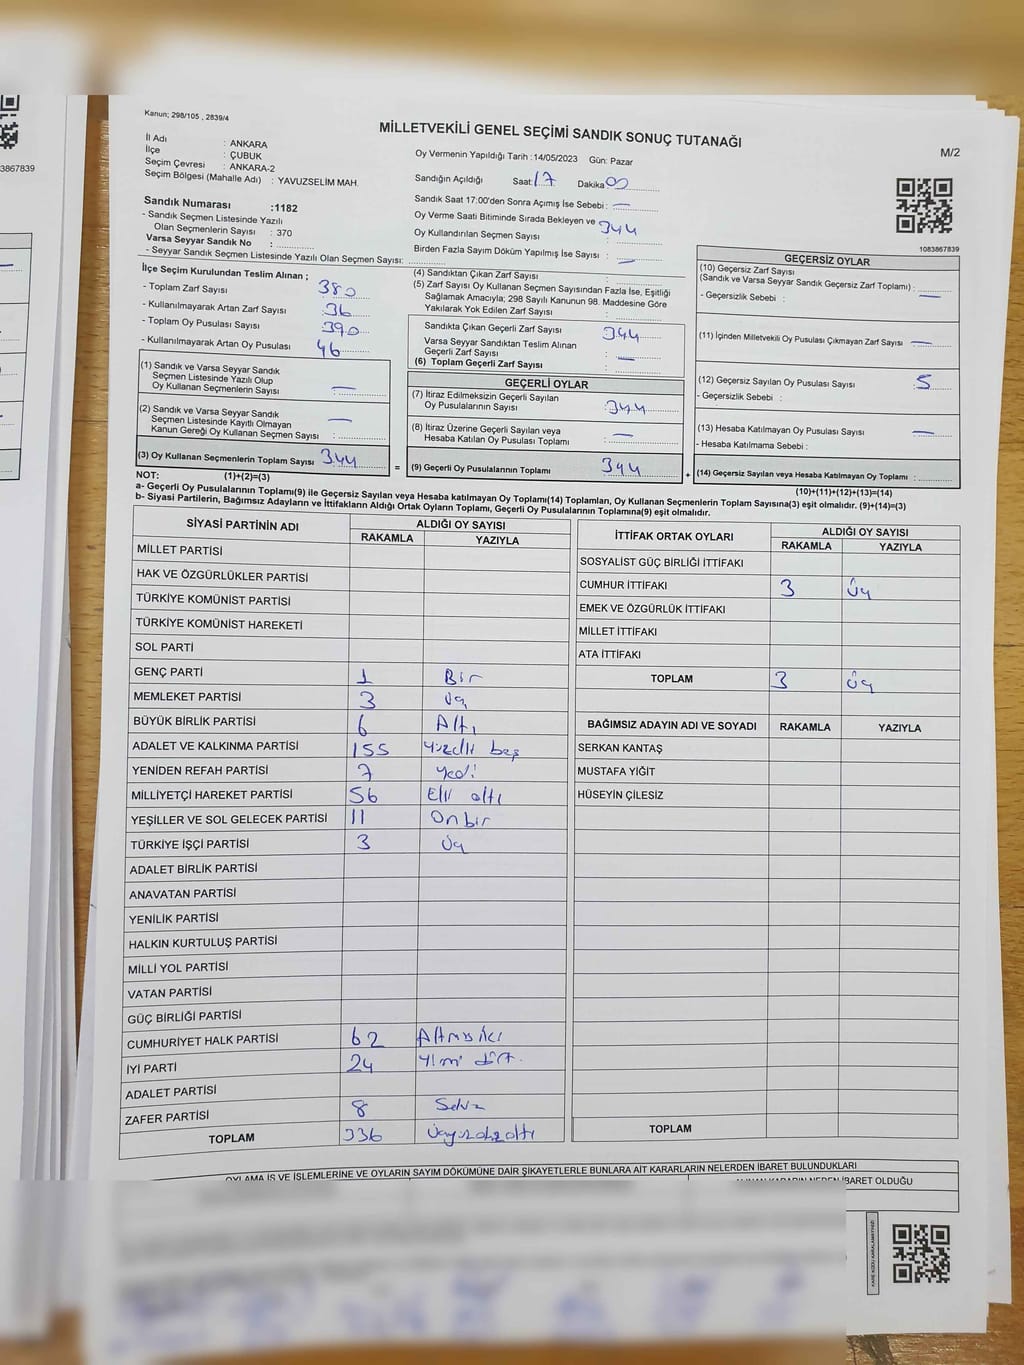 3867839
Kanun; 298/105 , 2839/4
MİLLETVEKİLİ GENEL SEÇİMİ SANDIK SONUÇ TUTANAĞI
M/2
İl Adı : ANKARA
İlçe : ÇUBUK
Seçim Çevresi : ANKARA-2
Seçim Bölgesi (Mahalle Adı) : YAVUZSELİM MAH.
Sandık Numarası :1182
- Sandık Seçmen Listesinde Yazılı
Olan Seçmenlerin Sayısı : 370
Varsa Seyyar Sandık No :
- Seyyar Sandık Seçmen Listesinde Yazılı Olan Seçmen Sayısı:
Oy Vermenin Yapıldığı Tarih :14/05/2023 Gün: Pazar
Sandığın Açıldığı Saat: 17 Dakika: 00
Sandık Saat 17:00'den Sonra Açımış İse Sebebi : —
Oy Verme Saati Bitiminde Sırada Bekleyen ve
Oy Kullandırılan Seçmen Sayısı : 344
Birden Fazla Sayım Döküm Yapılmış İse Sayısı : —
1083867839
İlçe Seçim Kurulundan Teslim Alınan ;
- Toplam Zarf Sayısı 380
- Kullanılmayarak Artan Zarf Sayısı 36
- Toplam Oy Pusulası Sayısı 390
- Kullanılmayarak Artan Oy Pusulası 46
(1) Sandık ve Varsa Seyyar Sandık
Seçmen Listesinde Yazılı Olup
Oy Kullanan Seçmenlerin Sayısı : —
(2) Sandık ve Varsa Seyyar Sandık
Seçmen Listesinde Kayıtlı Olmayan
Kanun Gereği Oy Kullanan Seçmen Sayısı : —
(3) Oy Kullanan Seçmenlerin Toplam Sayısı 344
(1)+(2)=(3)
(4) Sandıktan Çıkan Zarf Sayısı :
(5) Zarf Sayısı Oy Kullanan Seçmen Sayısından Fazla İse, Eşitliği
Sağlamak Amacıyla; 298 Sayılı Kanunun 98. Maddesine Göre
Yakılarak Yok Edilen Zarf Sayısı :
Sandıkta Çıkan Geçerli Zarf Sayısı 344
Varsa Seyyar Sandıktan Teslim Alınan
Geçerli Zarf Sayısı : —
(6) Toplam Geçerli Zarf Sayısı :
GEÇERLİ OYLAR
(7) İtiraz Edilmeksizin Geçerli Sayılan
Oy Pusulalarının Sayısı : 344
(8) İtiraz Üzerine Geçerli Sayılan veya
Hesaba Katılan Oy Pusulası Toplamı : —
= (9) Geçerli Oy Pusulalarının Toplamı 344
GEÇERSİZ OYLAR
(10) Geçersiz Zarf Sayısı
(Sandık ve Varsa Seyyar Sandık Geçersiz Zarf Toplamı) :
- Geçersizlik Sebebi : —
(11) İçinden Milletvekili Oy Pusulası Çıkmayan Zarf Sayısı —
(12) Geçersiz Sayılan Oy Pusulası Sayısı 5
- Geçersizlik Sebebi :
(13) Hesaba Katılmayan Oy Pusulası Sayısı —
- Hesaba Katılmama Sebebi :
+ (14) Geçersiz Sayılan veya Hesaba Katılmayan Oy Toplamı :
(10)+(11)+(12)+(13)=(14)
NOT:
a- Geçerli Oy Pusulalarının Toplamı(9) ile Geçersiz Sayılan veya Hesaba katılmayan Oy Toplamı(14) Toplamları, Oy Kullanan Seçmenlerin Toplam Sayısına(3) eşit olmalıdır. (9)+(14)=(3)
b- Siyasi Partilerin, Bağımsız Adayların ve İttifakların Aldığı Ortak Oyların Toplamı, Geçerli Oy Pusulalarının Toplamına(9) eşit olmalıdır.
SİYASİ PARTİNİN ADI ALDIĞI OY SAYISI
RAKAMLA YAZIYLA
MİLLET PARTİSİ
HAK VE ÖZGÜRLÜKLER PARTİSİ
TÜRKİYE KOMÜNİST PARTİSİ
TÜRKİYE KOMÜNİST HAREKETİ
SOL PARTİ
GENÇ PARTİ 1 Bir
MEMLEKET PARTİSİ 3 Üç
BÜYÜK BİRLİK PARTİSİ 6 Altı
ADALET VE KALKINMA PARTİSİ 155 Yüzelli beş
YENİDEN REFAH PARTİSİ 7 Yedi
MİLLİYETÇİ HAREKET PARTİSİ 56 Elli altı
YEŞİLLER VE SOL GELECEK PARTİSİ 11 Onbir
TÜRKİYE İŞÇİ PARTİSİ 3 Üç
ADALET BİRLİK PARTİSİ
ANAVATAN PARTİSİ
YENİLİK PARTİSİ
HALKIN KURTULUŞ PARTİSİ
MİLLİ YOL PARTİSİ
VATAN PARTİSİ
GÜÇ BİRLİĞİ PARTİSİ
CUMHURİYET HALK PARTİSİ 62 Altmışiki
İYİ PARTİ 24 Yirmi dört.
ADALET PARTİSİ
ZAFER PARTİSİ 8 Sekiz
TOPLAM 336 Üçyüzotuzaltı
İTTİFAK ORTAK OYLARI ALDIĞI OY SAYISI
RAKAMLA YAZIYLA
SOSYALİST GÜÇ BİRLİĞİ İTTİFAKI
CUMHUR İTTİFAKI 3 Üç
EMEK VE ÖZGÜRLÜK İTTİFAKI
MİLLET İTTİFAKI
ATA İTTİFAKI
TOPLAM 3 Üç
BAĞIMSIZ ADAYIN ADI VE SOYADI RAKAMLA YAZIYLA
SERKAN KANTAŞ
MUSTAFA YİĞİT
HÜSEYİN ÇİLESİZ
TOPLAM
OYLAMA İŞ VE İŞLEMLERİNE VE OYLARIN SAYIM DÖKÜMÜNE DAİR ŞİKAYETLERLE BUNLARA AİT KARARLARIN NELERDEN İBARET BULUNDUKLARI
ALINAN KARARIN NEDEN İBARET OLDUĞU